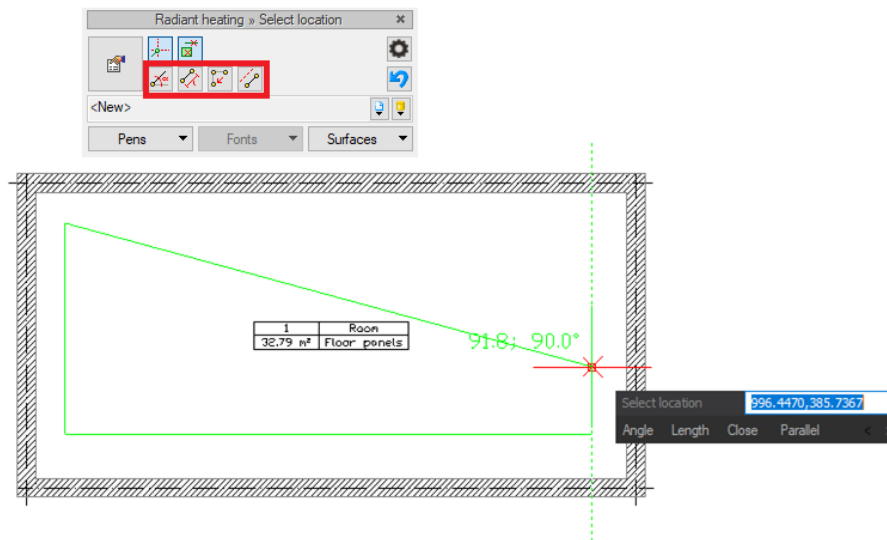 Radiant heating » Select location
<New>
Pens Fonts Surfaces
1 Room
32.79 m² Floor panels
91.8; 90.0°
Select location 996.4470,385.7367
Angle Length Close Parallel <